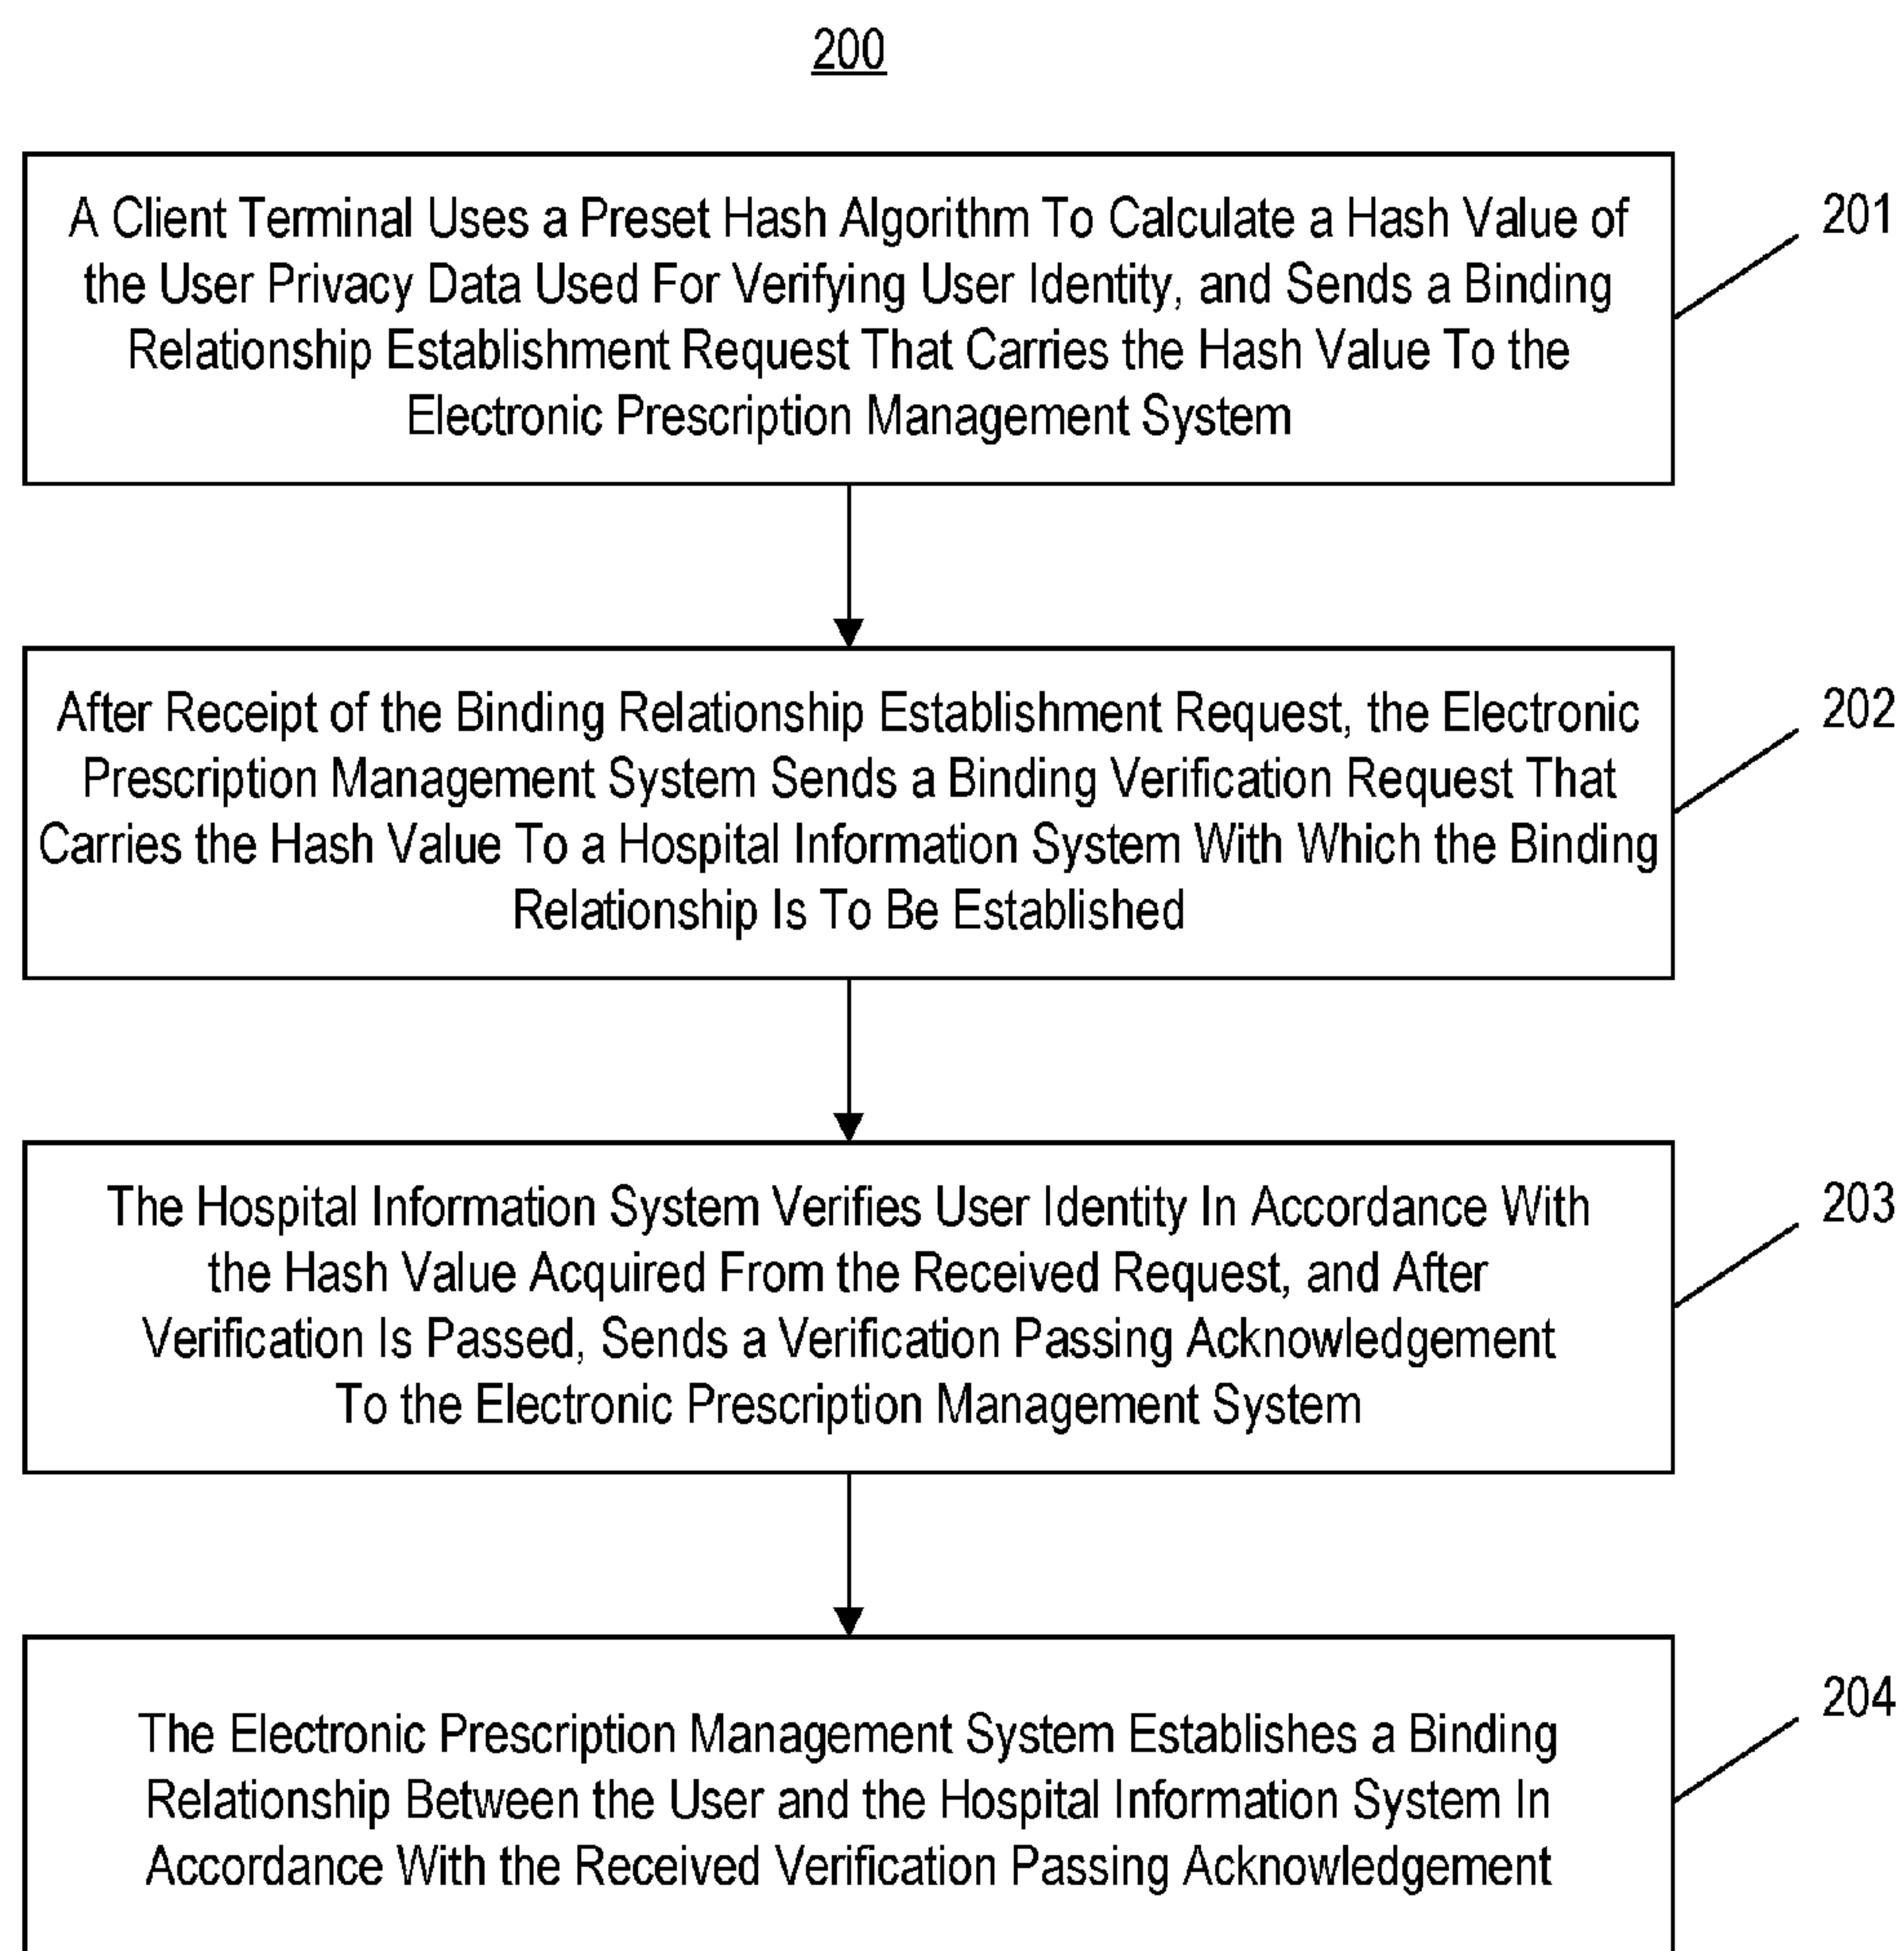 200
A Client Terminal Uses a Preset Hash Algorithm To Calculate a Hash Value of
the User Privacy Data Used For Verifying User Identity, and Sends a Binding
Relationship Establishment Request That Carries the Hash Value To the
Electronic Prescription Management System
201
After Receipt of the Binding Relationship Establishment Request, the Electronic
Prescription Management System Sends a Binding Verification Request That
Carries the Hash Value To a Hospital Information System With Which the Binding
Relationship Is To Be Established
202
The Hospital Information System Verifies User Identity In Accordance With
the Hash Value Acquired From the Received Request, and After
Verification Is Passed, Sends a Verification Passing Acknowledgement
To the Electronic Prescription Management System
203
The Electronic Prescription Management System Establishes a Binding
Relationship Between the User and the Hospital Information System In
Accordance With the Received Verification Passing Acknowledgement
204